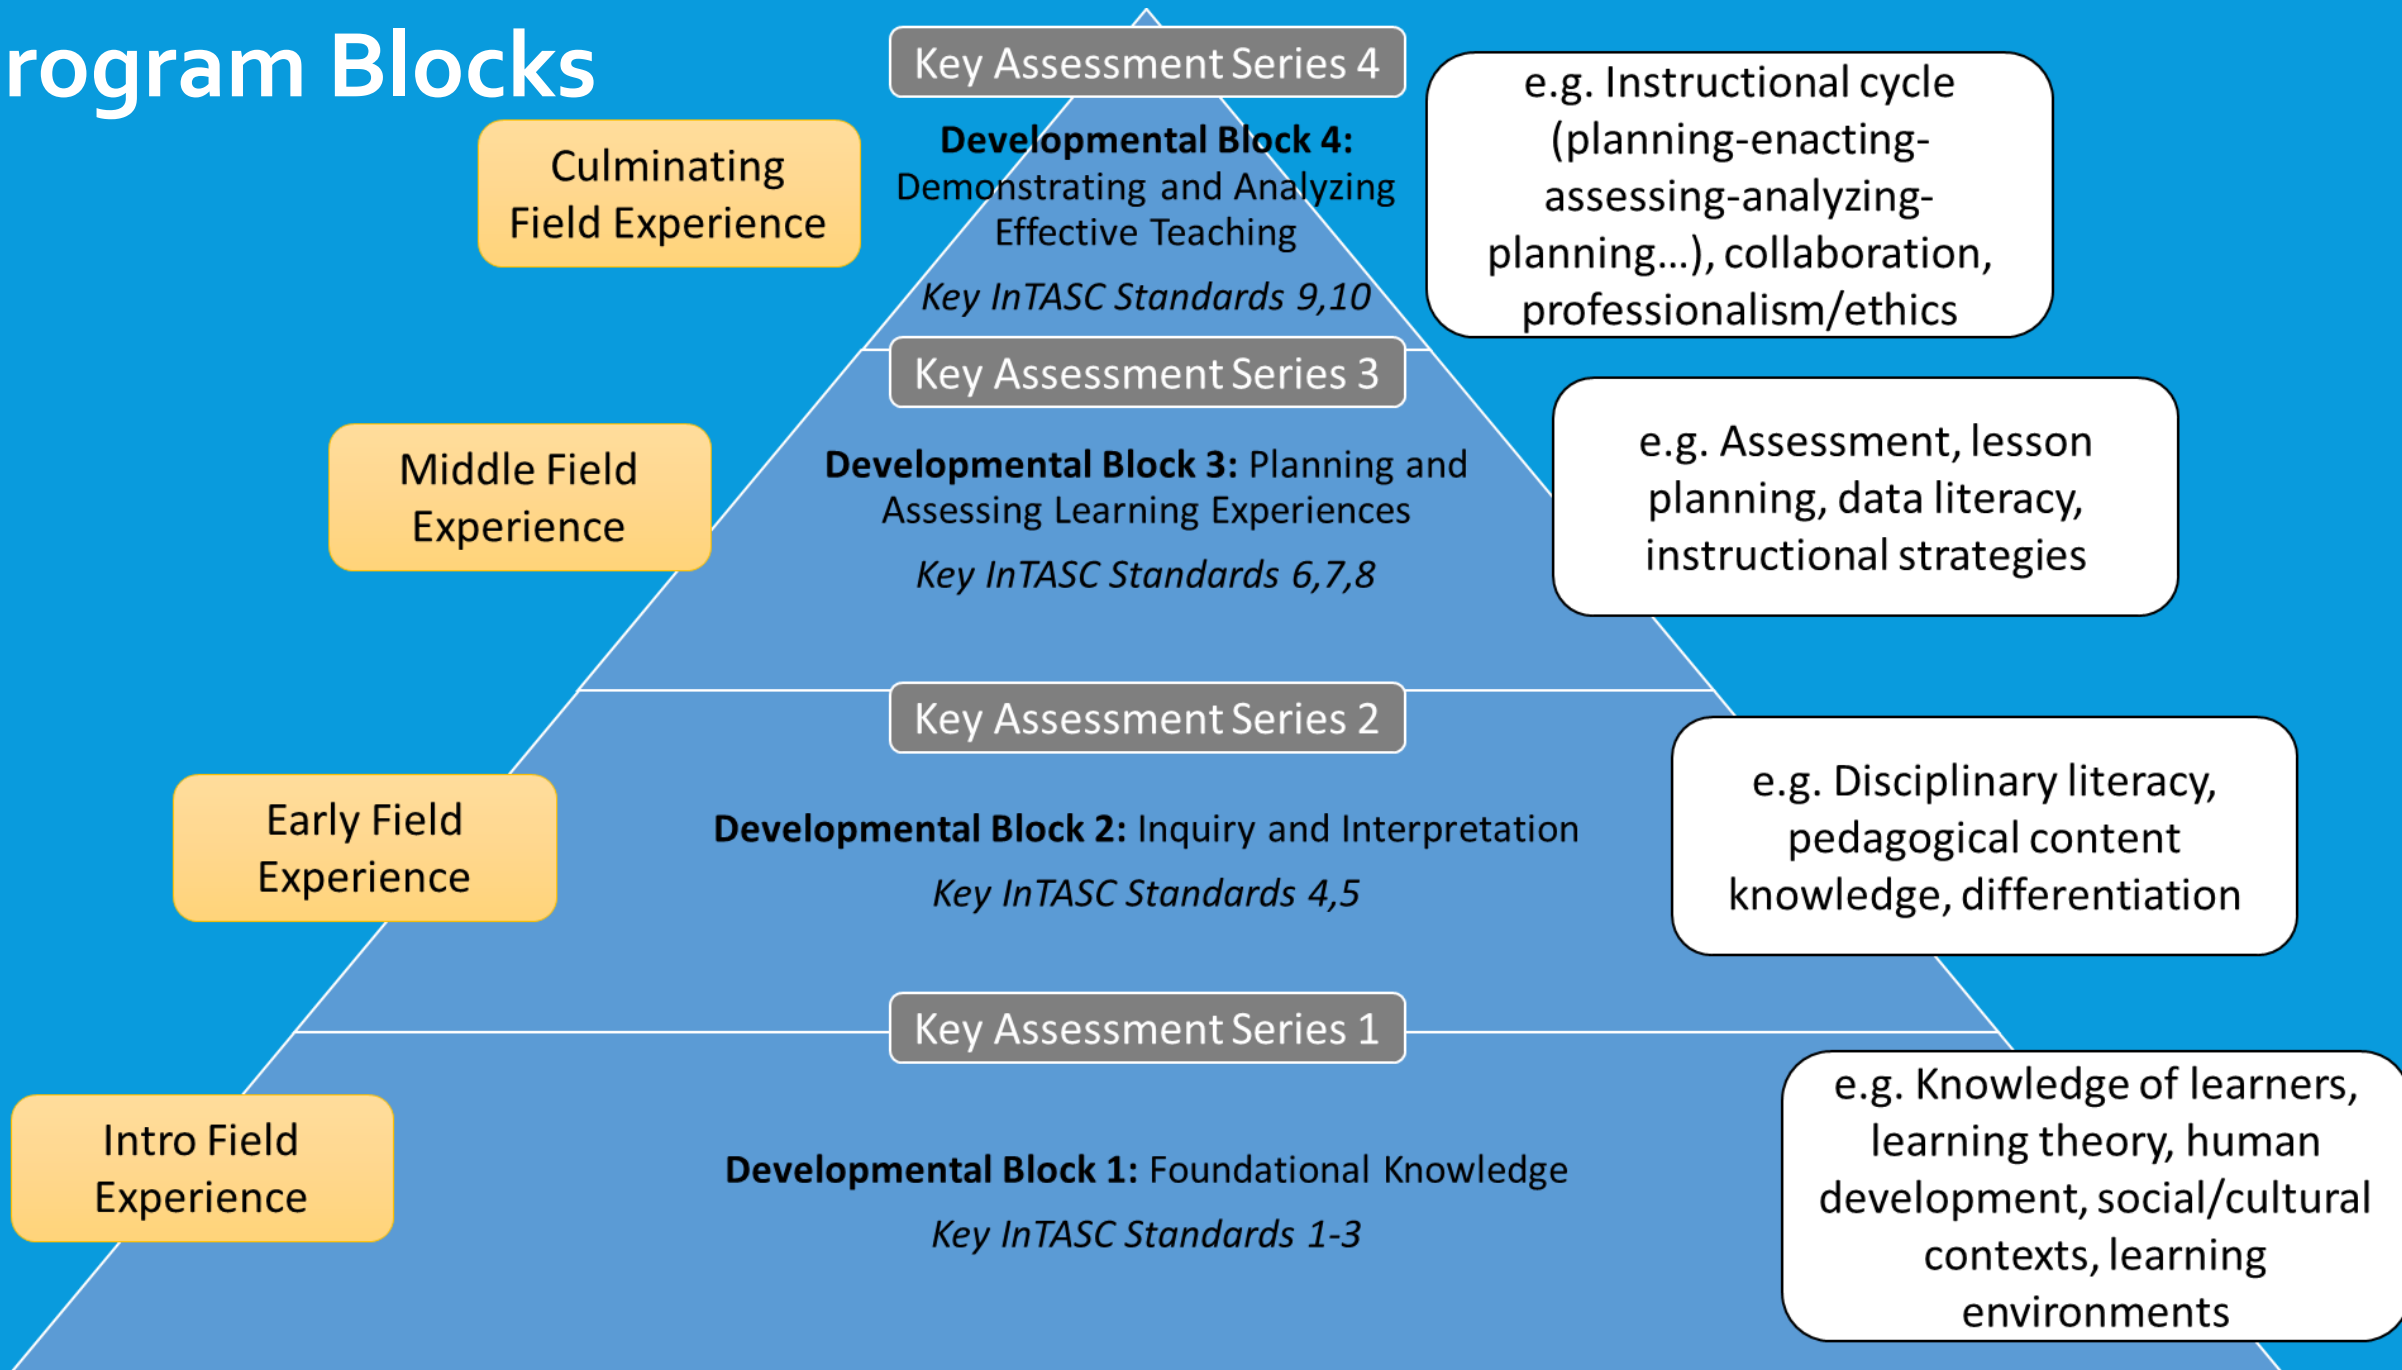 rogram Blocks
Key Assessment Series 4
Culminating
Field Experience
Developmental Block 4:
Demonstrating and Analyzing
Effective Teaching
Key InTASC Standards 9,10
e.g. Instructional cycle
(planning-enacting-
assessing-analyzing-
planning...), collaboration,
professionalism/ethics
Key Assessment Series 3
Middle Field
Experience
Developmental Block 3: Planning and
Assessing Learning Experiences
Key InTASC Standards 6,7,8
e.g. Assessment, lesson
planning, data literacy,
instructional strategies
Key Assessment Series 2
Early Field
Experience
Developmental Block 2: Inquiry and Interpretation
Key InTASC Standards 4,5
e.g. Disciplinary literacy,
pedagogical content
knowledge, differentiation
Key Assessment Series 1
Intro Field
Experience
Developmental Block 1: Foundational Knowledge
Key InTASC Standards 1-3
e.g. Knowledge of learners,
learning theory, human
development, social/cultural
contexts, learning
environments